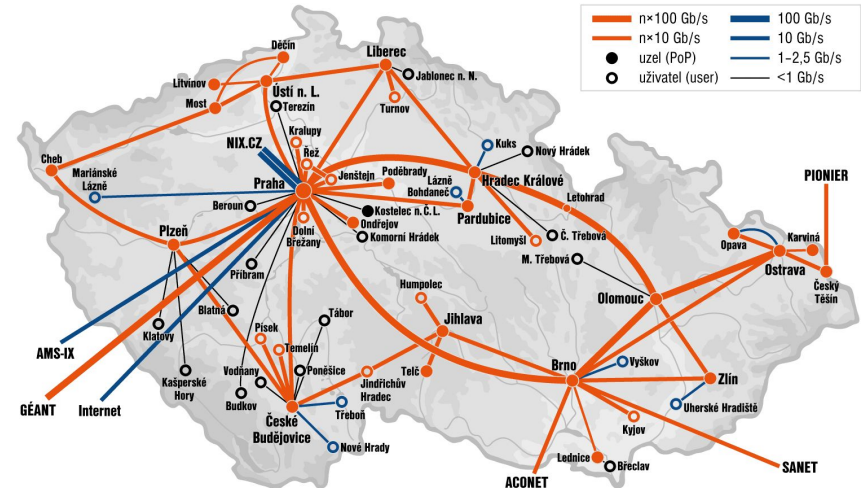 n×100 Gb/s
100 Gb/s
n×10 Gb/s
10 Gb/s
uzel (PoP)
1–2,5 Gb/s
uživatel (user)
<1 Gb/s
Děčín
Liberec
Litvínov
Jablonec n. N.
Ústí n. L.
Most
Terezín
Turnov
Kralupy
NIX.CZ
Řež
Kuks
Nový Hrádek
Cheb
Mariánské
Lázně
Praha
Jenštejn
Poděbrady
Lázně
Bohdaneč
Hradec Králové
PIONIER
Beroun
Kostelec n.Č.L.
Pardubice
Letohrad
Plzeň
Dolní
Břežany
Ondřejov
Komorní Hrádek
Litomyšl
Č. Třebová
Opava
Karviná
M. Třebová
Ostrava
Příbram
Český
Těšín
Humpolec
Olomouc
Blatná
Tábor
Jihlava
Klatovy
Písek
Temelín
AMS-IX
Vodňany
Poněšice
Telč
Brno
Vyškov
Zlín
Kašperské
Hory
Jindřichův
Hradec
GÉANT
Internet
Budkov
České
Budějovice
Třeboň
Uherské Hradiště
Kyjov
Nové Hrady
Lednice
Břeclav
SANET
ACONET